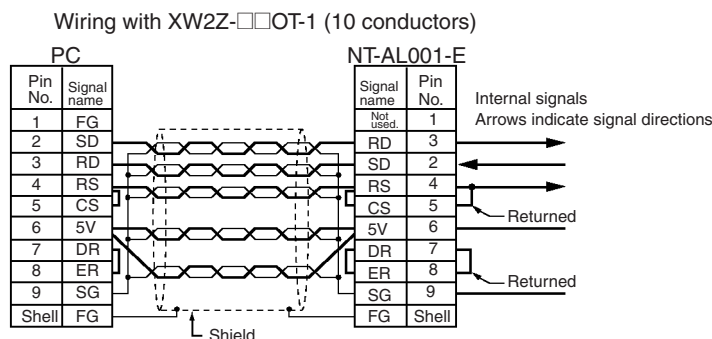 Wiring with XW2Z-□□OT-1 (10 conductors)
PC
NT-AL001-E
Pin No. Signal name
1 FG
2 SD
3 RD
4 RS
5 CS
6 5V
7 DR
8 ER
9 SG
Shell FG
Signal name Pin No.
Not used. 1
RD 3
SD 2
RS 4
CS 5
5V 6
DR 7
ER 8
SG 9
FG Shell
Internal signals
Arrows indicate signal directions
Returned
Returned
Shield